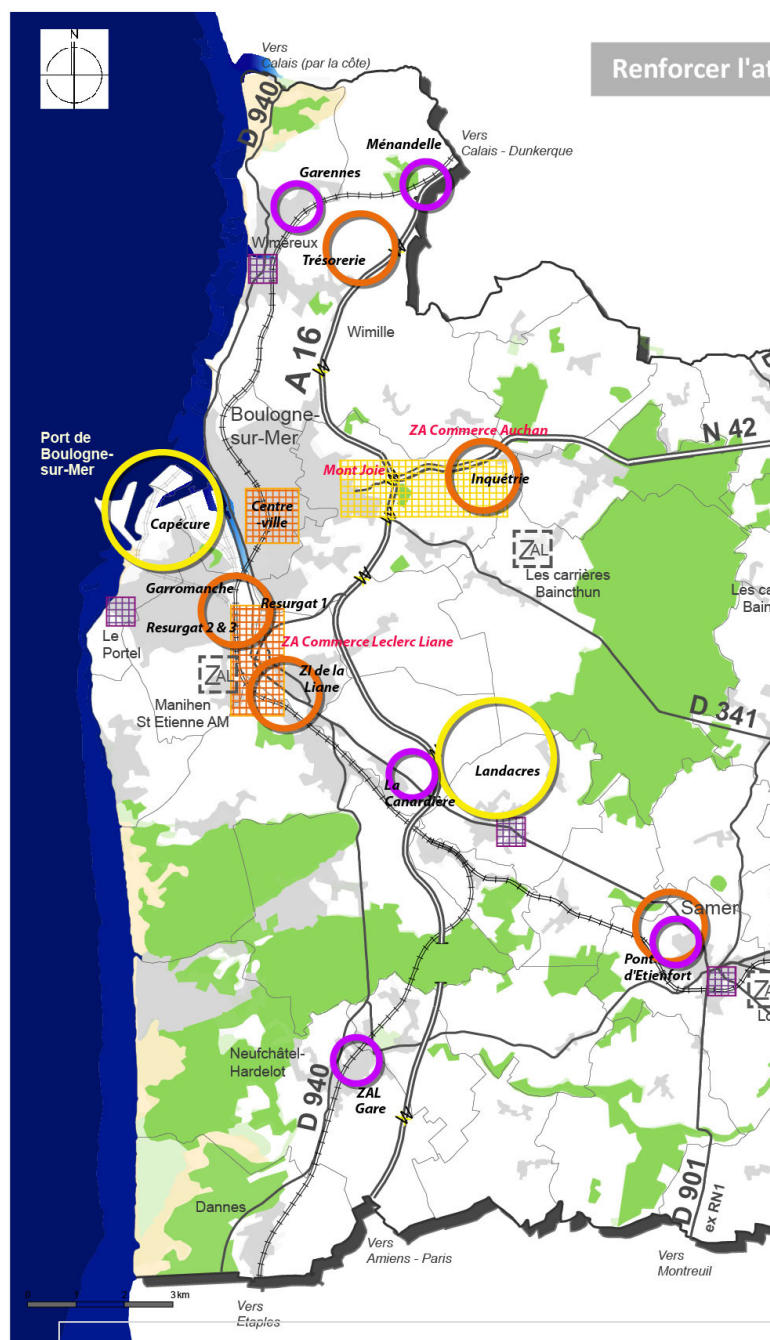 N
Vers
Calais (par la côte)
Renforcer l'at
D 940
Ménandelle
Vers
Calais - Dunkerque
Garennes
Wimereux
Trésorerie
Wimille
A 16
Boulogne-
sur-Mer
ZA Commerce Auchan
N 42
Port de
Boulogne-
sur-Mer
Mont Joie
Inquétrie
Capécure
Centre
-ville
ZAL
Les carrières
Baincthun
Les ca
Bain
Garromanche
Resurgat 1
Le
Portel
Resurgat 2 & 3
ZA Commerce Leclerc Liane
ZAL
ZI de la
Liane
Manihen
St Etienne AM
D 341
Landacres
La
Canardière
Samer
Pont
d'Etienfort
ZA
Lo
Neufchâtel-
Hardelot
D 940
ZAL
Gare
D 901
ex RN1
Dannes
Vers
Amiens - Paris
Vers
Montreuil
0 1 2 3 km
Vers
Etaples